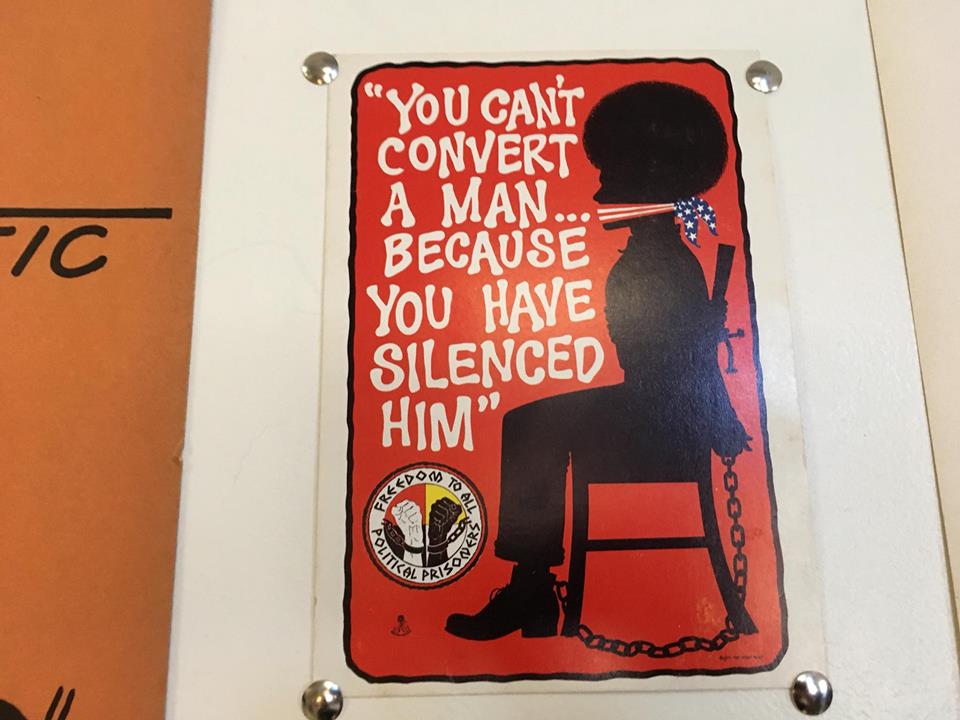 TIC
"YOU CAN'T
CONVERT
A MAN...
BECAUSE
YOU HAVE
SILENCED
HIM"
FREEDOM TO ALL
POLITICAL PRISONERS